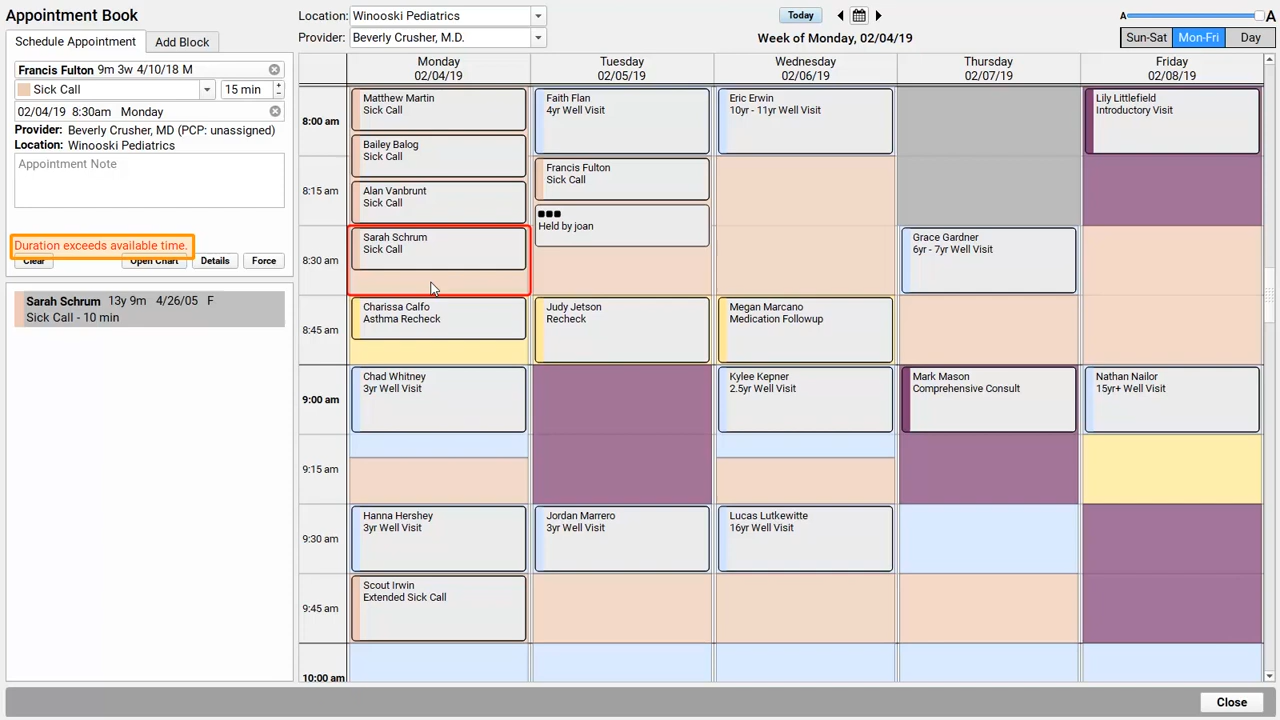 Appointment Book
Location: Winooski Pediatrics
Today
A A
Provider: Beverly Crusher, M.D.
Week of Monday, 02/04/19
Sun-Sat Mon-Fri Day
Schedule Appointment Add Block
Francis Fulton 9m 3w 4/10/18 M
Sick Call 15 min
02/04/19 8:30am Monday
Provider: Beverly Crusher, MD (PCP: unassigned)
Location: Winooski Pediatrics
Appointment Note
Duration exceeds available time.
Clear Open Chart Details Force
Sarah Schrum 13y 9m 4/26/05 F
Sick Call - 10 min
Monday
02/04/19
Tuesday
02/05/19
Wednesday
02/06/19
Thursday
02/07/19
Friday
02/08/19
8:00 am
8:15 am
8:30 am
8:45 am
9:00 am
9:15 am
9:30 am
9:45 am
10:00 am
Matthew Martin
Sick Call
Bailey Balog
Sick Call
Alan Vanbrunt
Sick Call
Sarah Schrum
Sick Call
Charissa Calfo
Asthma Recheck
Chad Whitney
3yr Well Visit
Hanna Hershey
3yr Well Visit
Scout Irwin
Extended Sick Call
Faith Flan
4yr Well Visit
Francis Fulton
Sick Call
Held by joan
Judy Jetson
Recheck
Jordan Marrero
3yr Well Visit
Eric Erwin
10yr - 11yr Well Visit
Megan Marcano
Medication Followup
Kylee Kepner
2.5yr Well Visit
Lucas Lutkewitte
16yr Well Visit
Grace Gardner
6yr - 7yr Well Visit
Mark Mason
Comprehensive Consult
Lily Littlefield
Introductory Visit
Nathan Nailor
15yr+ Well Visit
Close